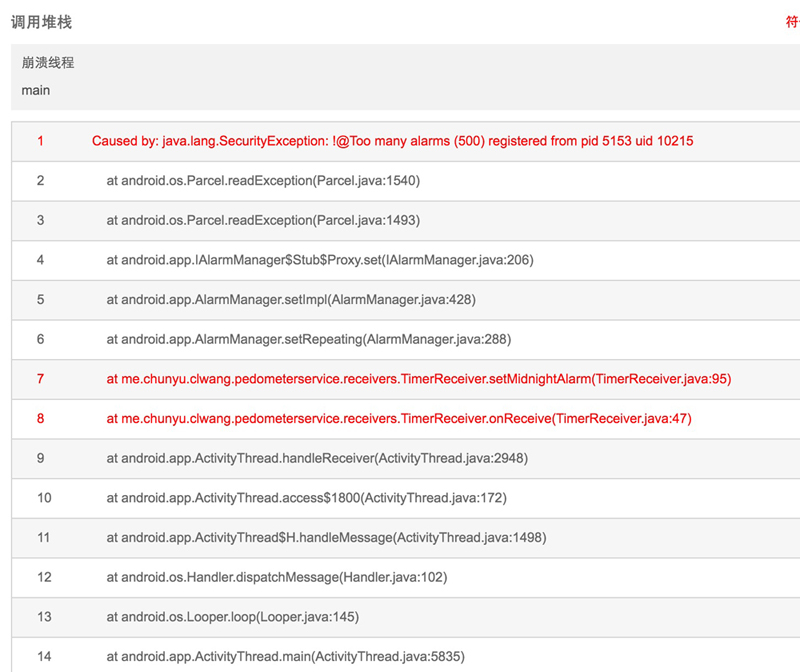 调用堆栈 符
崩溃线程
main
1 Caused by: java.lang.SecurityException: !@Too many alarms (500) registered from pid 5153 uid 10215
2 at android.os.Parcel.readException(Parcel.java:1540)
3 at android.os.Parcel.readException(Parcel.java:1493)
4 at android.app.IAlarmManager$Stub$Proxy.set(IAlarmManager.java:206)
5 at android.app.AlarmManager.setImpl(AlarmManager.java:428)
6 at android.app.AlarmManager.setRepeating(AlarmManager.java:288)
7 at me.chunyu.clwang.pedometerservice.receivers.TimerReceiver.setMidnightAlarm(TimerReceiver.java:95)
8 at me.chunyu.clwang.pedometerservice.receivers.TimerReceiver.onReceive(TimerReceiver.java:47)
9 at android.app.ActivityThread.handleReceiver(ActivityThread.java:2948)
10 at android.app.ActivityThread.access$1800(ActivityThread.java:172)
11 at android.app.ActivityThread$H.handleMessage(ActivityThread.java:1498)
12 at android.os.Handler.dispatchMessage(Handler.java:102)
13 at android.os.Looper.loop(Looper.java:145)
14 at android.app.ActivityThread.main(ActivityThread.java:5835)